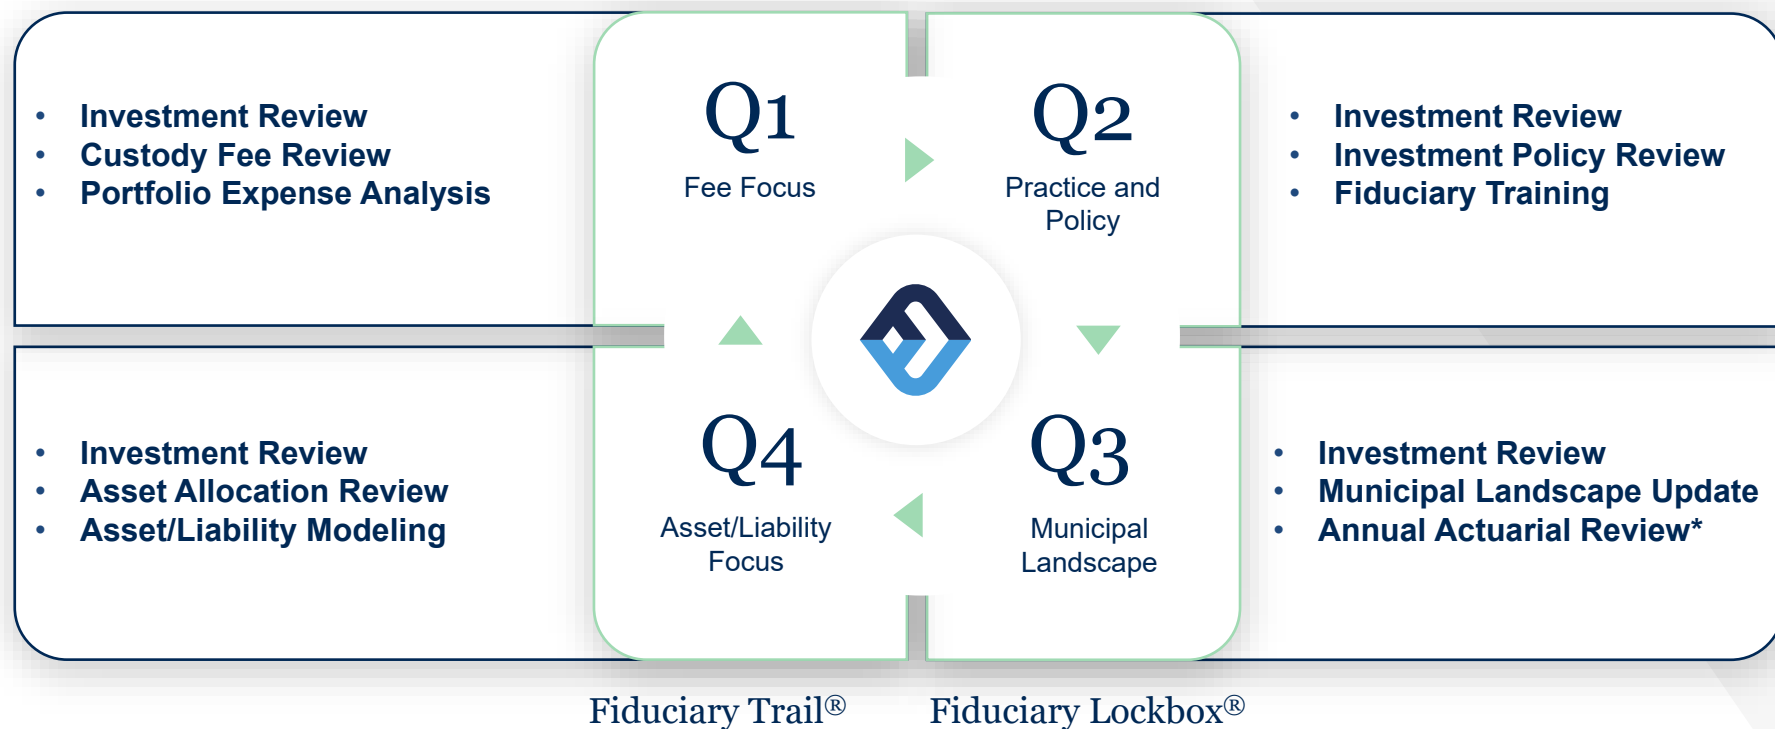 • Investment Review
• Custody Fee Review
• Portfolio Expense Analysis
Q1
Fee Focus
Q2
Practice and
Policy
• Investment Review
• Investment Policy Review
• Fiduciary Training
• Investment Review
• Asset Allocation Review
• Asset/Liability Modeling
Q4
Asset/Liability
Focus
Q3
Municipal
Landscape
• Investment Review
• Municipal Landscape Update
• Annual Actuarial Review*
Fiduciary Trail®
Fiduciary Lockbox®